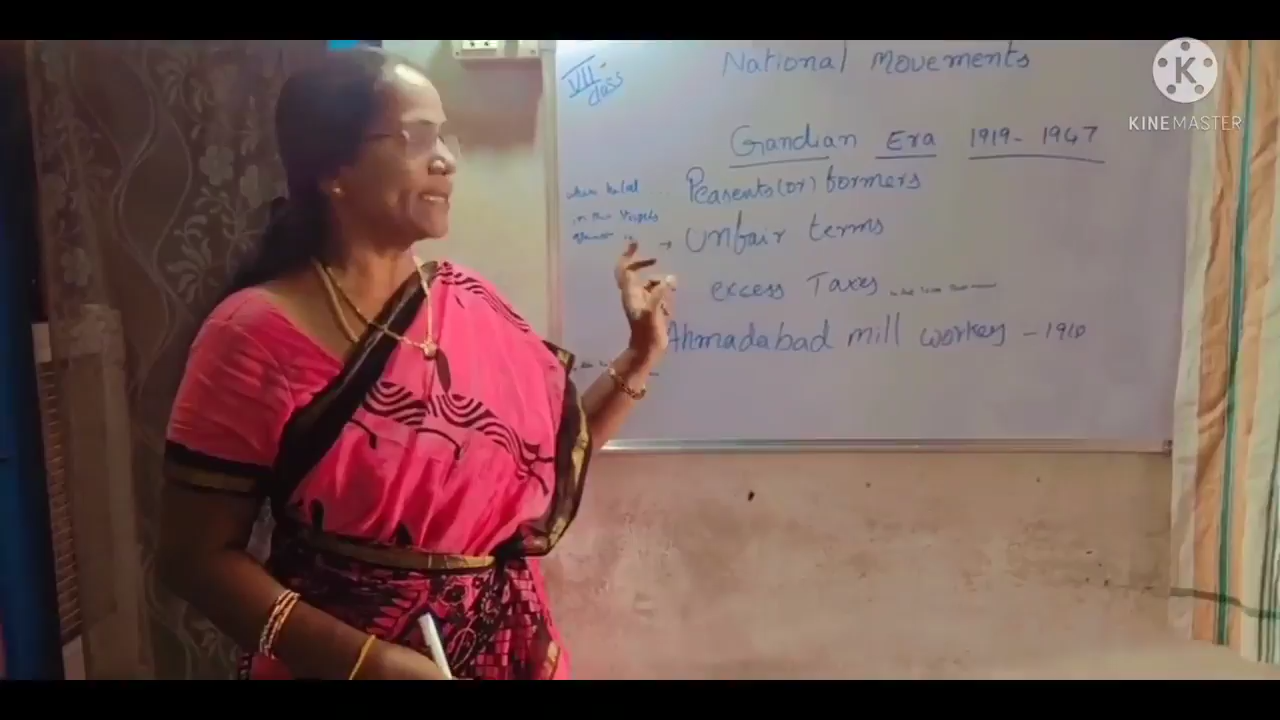 VII
class
National Movements
KINEMASTER
Gandian Era 1919- 1947
Peasents (or) formers
Unfair terms
excess Taxes
Ahmadabad mill workey - 1918